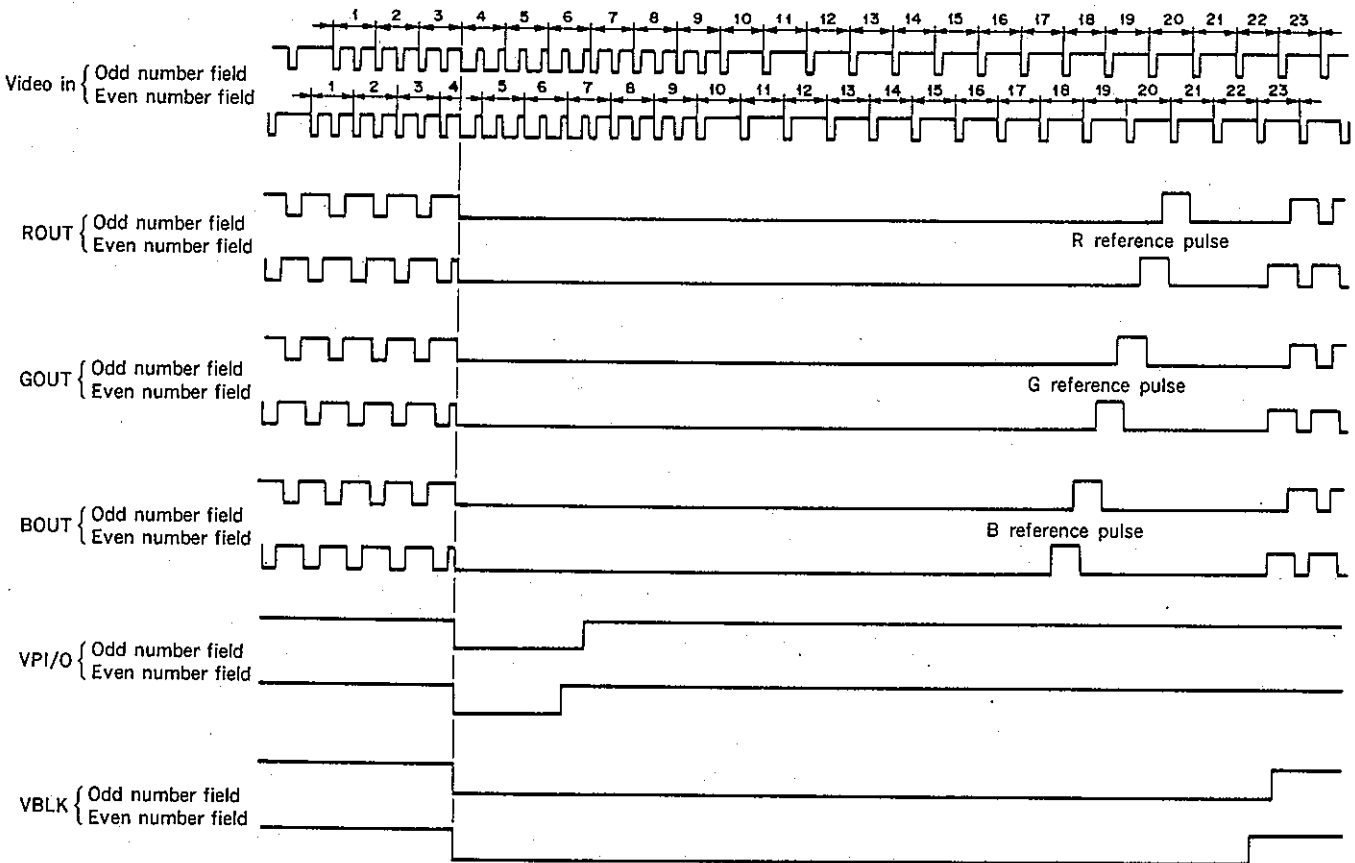 1 2 3 4 5 6 7 8 9 10 11 12 13 14 15 16 17 18 19 20 21 22 23
Video in { Odd number field
Even number field
1 2 3 4 5 6 7 8 9 10 11 12 13 14 15 16 17 18 19 20 21 22 23
ROUT { Odd number field
Even number field
R reference pulse
GOUT { Odd number field
Even number field
G reference pulse
BOUT { Odd number field
Even number field
B reference pulse
VPI/O { Odd number field
Even number field
VBLK { Odd number field
Even number field